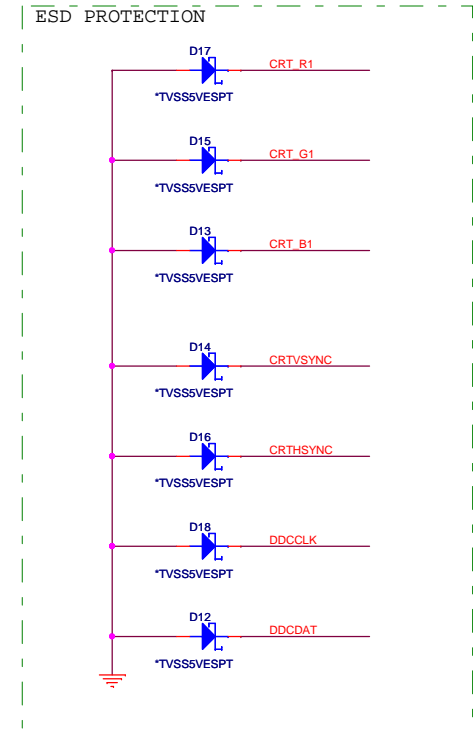 ESD PROTECTION
D17
CRT_R1
*TVSS5VESPT
D15
CRT_G1
*TVSS5VESPT
D13
CRT_B1
*TVSS5VESPT
D14
CRTVSYNC
*TVSS5VESPT
D16
CRTHSYNC
*TVSS5VESPT
D18
DDCCLK
*TVSS5VESPT
D12
DDCDAT
*TVSS5VESPT